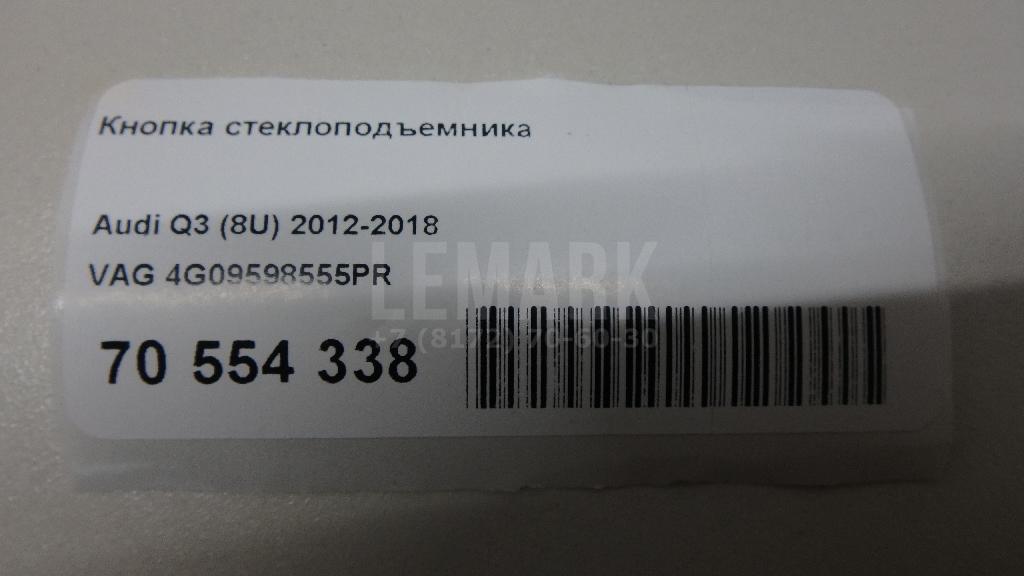 Кнопка стеклоподъемника
Audi Q3 (8U) 2012-2018
VAG 4G09598555PR
LEMARK
+7 (8172) 70-60-30
70 554 338